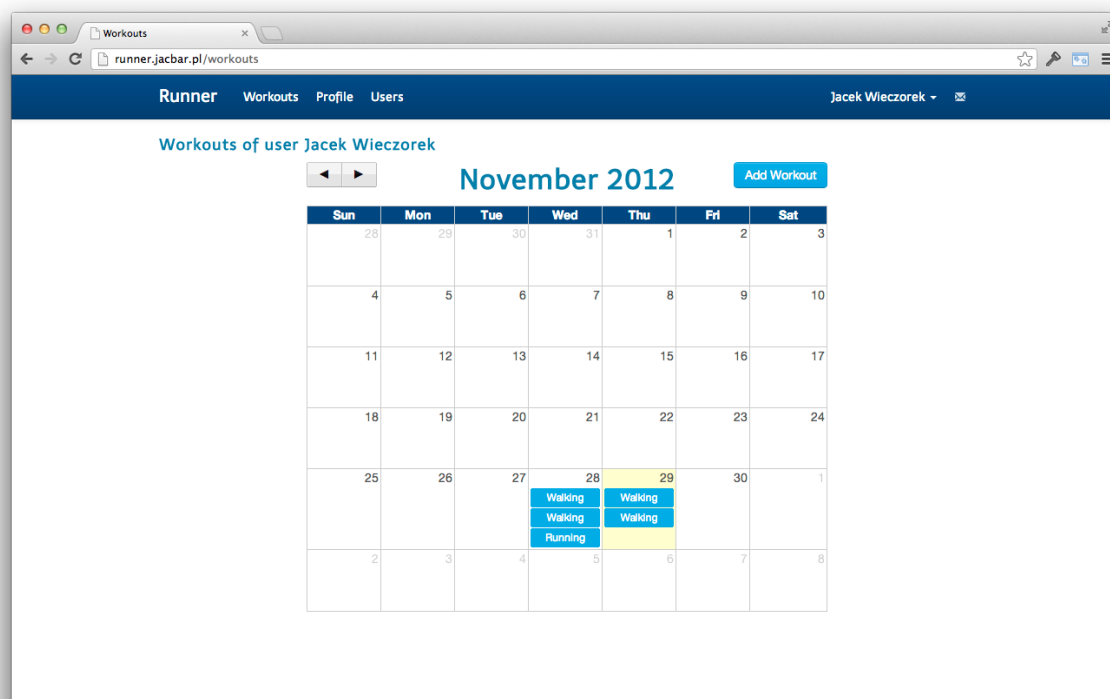 Workouts
runner.jacbar.pl/workouts
Runner Workouts Profile Users Jacek Wieczorek
Workouts of user Jacek Wieczorek
November 2012 Add Workout
Sun Mon Tue Wed Thu Fri Sat
28 29 30 31 1 2 3
4 5 6 7 8 9 10
11 12 13 14 15 16 17
18 19 20 21 22 23 24
25 26 27 28 29 30 1
Walking Walking
Walking Walking
Running
2 3 4 5 6 7 8